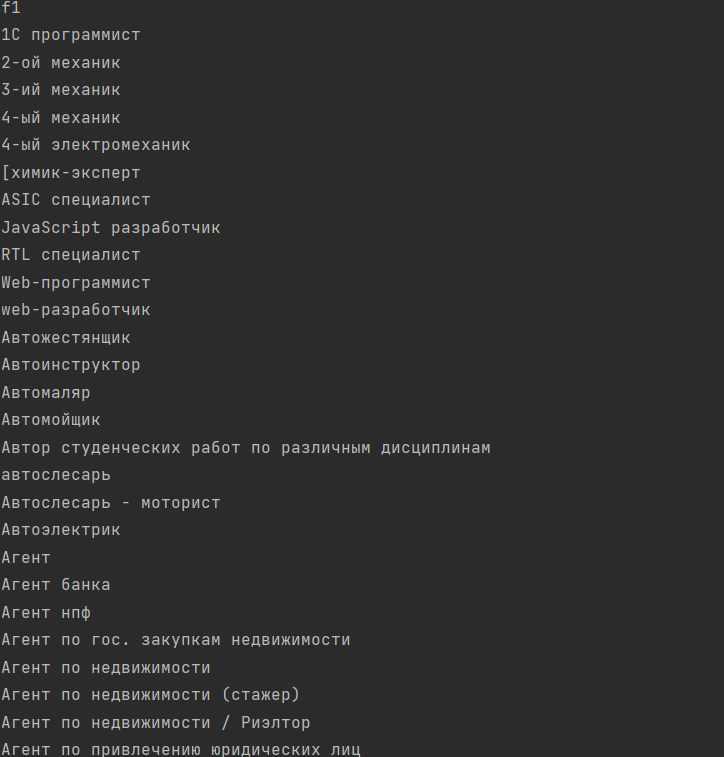 f1
1C программист
2-ой механик
3-ий механик
4-ый механик
4-ый электромеханик
[химик-эксперт
ASIC специалист
JavaScript разработчик
RTL специалист
Web-программист
web-разработчик
Автожестянщик
Автоинструктор
Автомаляр
Автомойщик
Автор студенческих работ по различным дисциплинам
автослесарь
Автослесарь - моторист
Автоэлектрик
Агент
Агент банка
Агент нпф
Агент по гос. закупкам недвижимости
Агент по недвижимости
Агент по недвижимости (стажер)
Агент по недвижимости / Риэлтор
Агент по привлечению юридических лиц